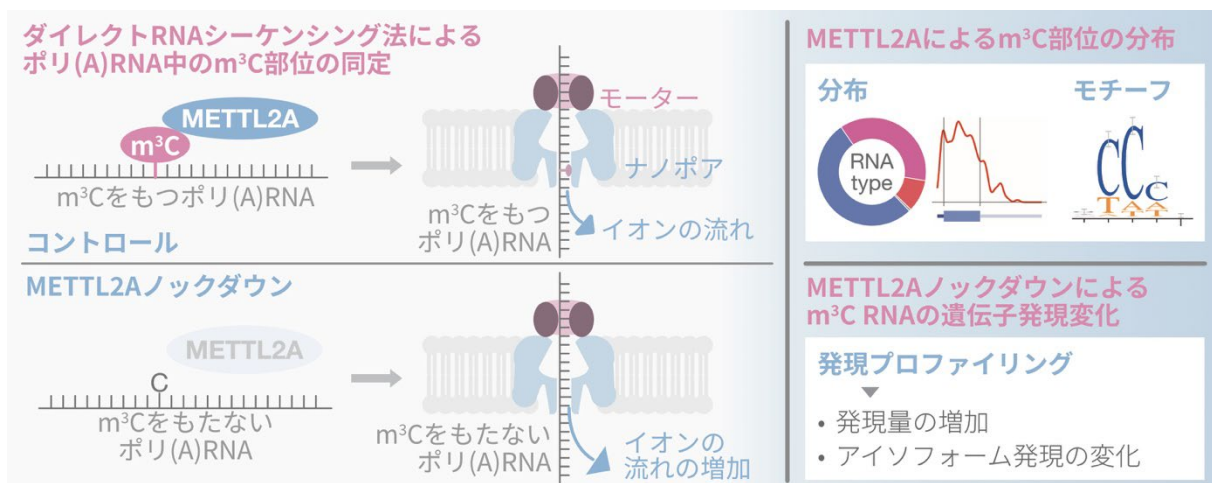 ダイレクトRNAシーケンシング法による
ポリ(A)RNA中のm³C部位の同定
METTL2A
m³C
m³Cをもつポリ(A)RNA
コントロール
モーター
ナノポア
m³Cをもつ
ポリ(A)RNA
イオンの流れ
METTL2Aノックダウン
METTL2A
C
m³Cをもたない
ポリ(A)RNA
m³Cをもたない
ポリ(A)RNA
イオンの
流れの増加
METTL2Aによるm³C部位の分布
分布
モチーフ
RNA
type
CCC
TAA
METTL2Aノックダウンによる
m³C RNAの遺伝子発現変化
発現プロファイリング
• 発現量の増加
• アイソフォーム発現の変化